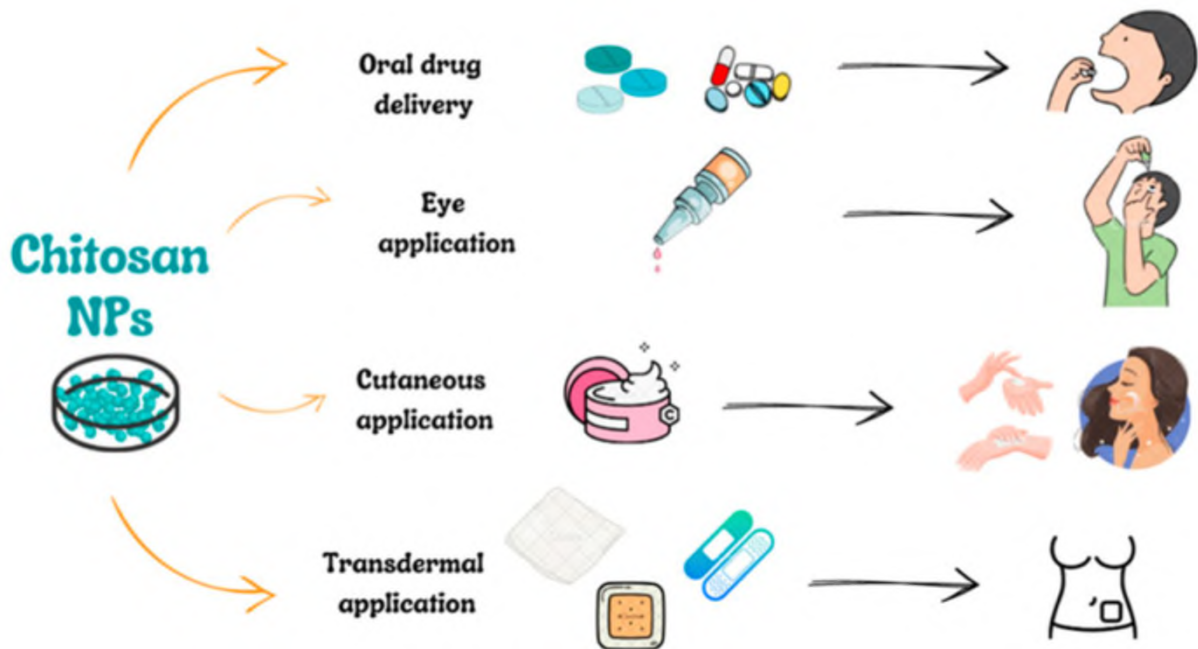 Oral drug
delivery
Eye
application
Chitosan
NPs
Cutaneous
application
C
Transdermal
application